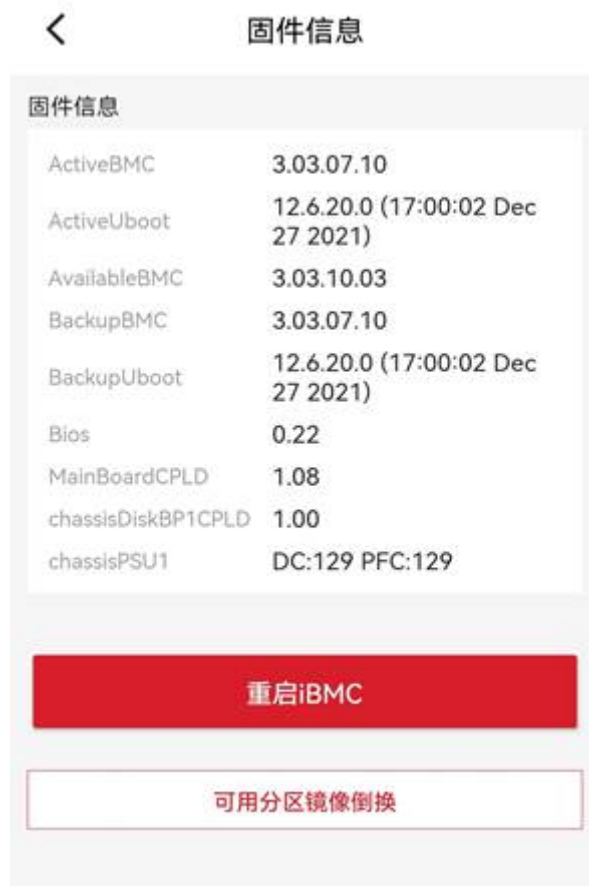 固件信息
固件信息
ActiveBMC 3.03.07.10
ActiveUboot 12.6.20.0 (17:00:02 Dec
27 2021)
AvailableBMC 3.03.10.03
BackupBMC 3.03.07.10
BackupUboot 12.6.20.0 (17:00:02 Dec
27 2021)
Bios 0.22
MainBoardCPLD 1.08
chassisDiskBP1CPLD 1.00
chassisPSU1 DC:129 PFC:129
重启iBMC
可用分区镜像倒换